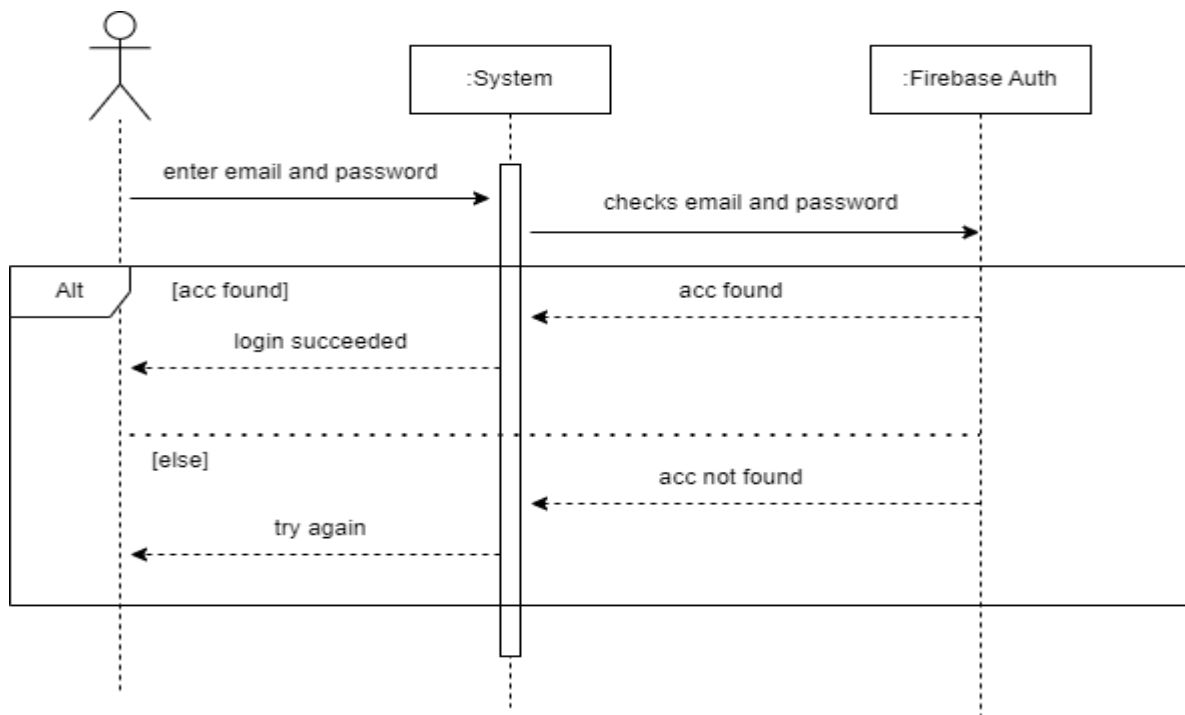 :System
:Firebase Auth
enter email and password
checks email and password
Alt
[acc found]
acc found
login succeeded
[else]
acc not found
try again